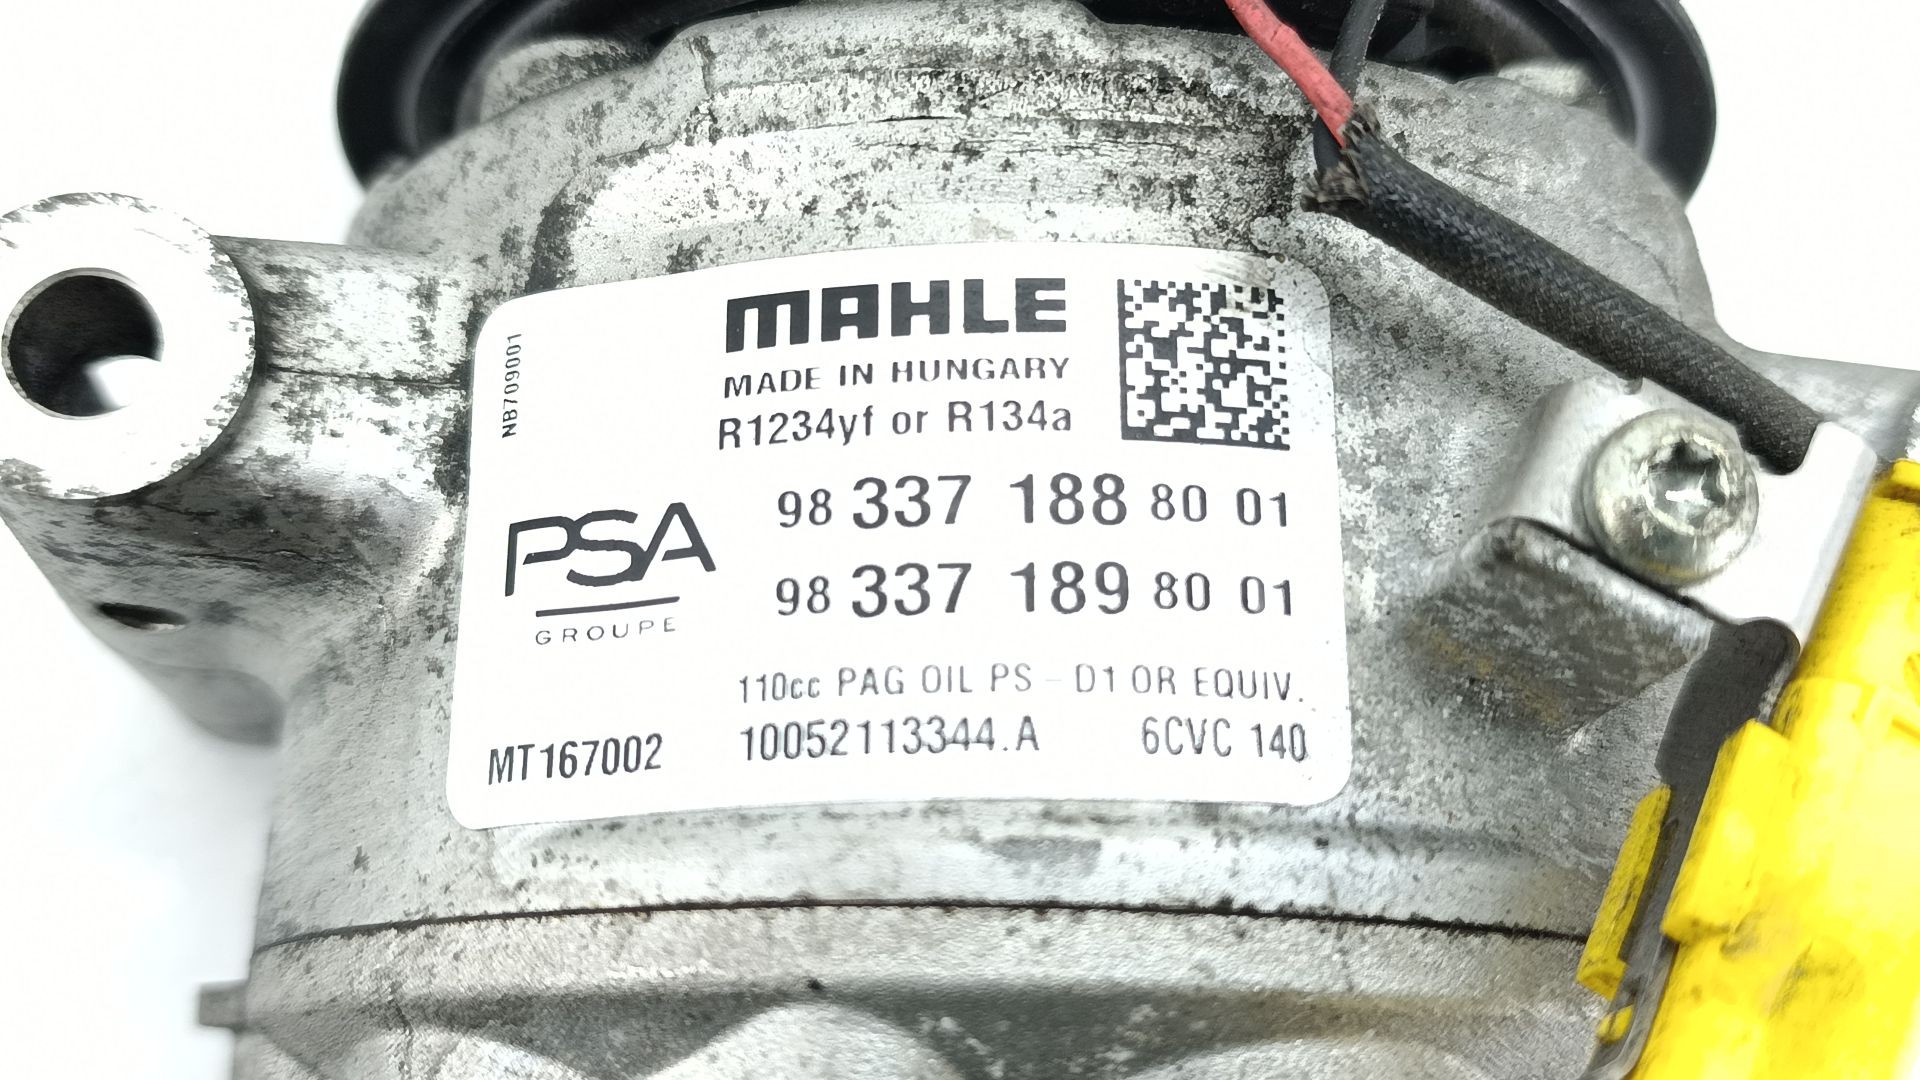 MAHLE
MADE IN HUNGARY
R1234yf or R134a
NB709001
98 337 188 80 01
98 337 189 80 01
PSA
GROUPE
110cc PAG OIL PS - D1 OR EQUIV.
MT167002 10052113344.A 6CVC 140